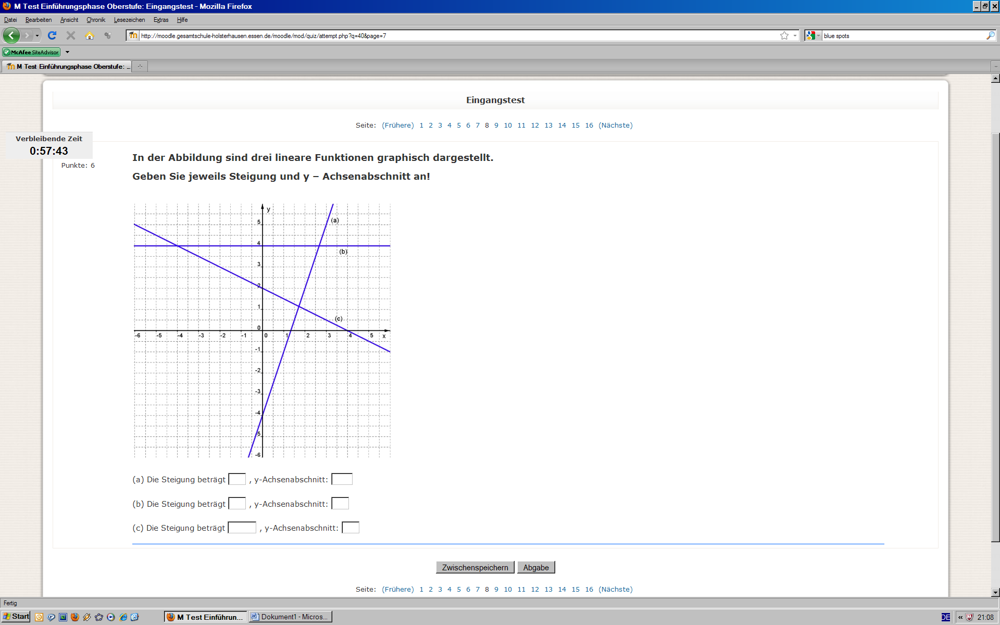 M Test Einführungsphase Oberstufe: Eingangstest - Mozilla Firefox
Datei Bearbeiten Ansicht Chronik Lesezeichen Extras Hilfe
http://moodle.gesamtschule-holsterhausen.essen.de/moodle/mod/quiz/attempt.php?q=40&page=7
blue spots
McAfee SiteAdvisor
M Test Einführungsphase Oberstufe: ...
Eingangstest
Seite: (Frühere) 1 2 3 4 5 6 7 8 9 10 11 12 13 14 15 16 (Nächste)
Verbleibende Zeit
0:57:43
Punkte: 6
In der Abbildung sind drei lineare Funktionen graphisch dargestellt.
Geben Sie jeweils Steigung und y – Achsenabschnitt an!
y
(a)
5
4
(b)
3
2
1
(c)
0
-6 -5 -4 -3 -2 -1 0 1 2 3 4 5 x
-1
-2
-3
-4
-5
-6
(a) Die Steigung beträgt , y-Achsenabschnitt:
(b) Die Steigung beträgt , y-Achsenabschnitt:
(c) Die Steigung beträgt , y-Achsenabschnitt:
Zwischenspeichern Abgabe
Seite: (Frühere) 1 2 3 4 5 6 7 8 9 10 11 12 13 14 15 16 (Nächste)
Fertig
Start M Test Einführun... Dokument1 - Micros... DE « 21:08